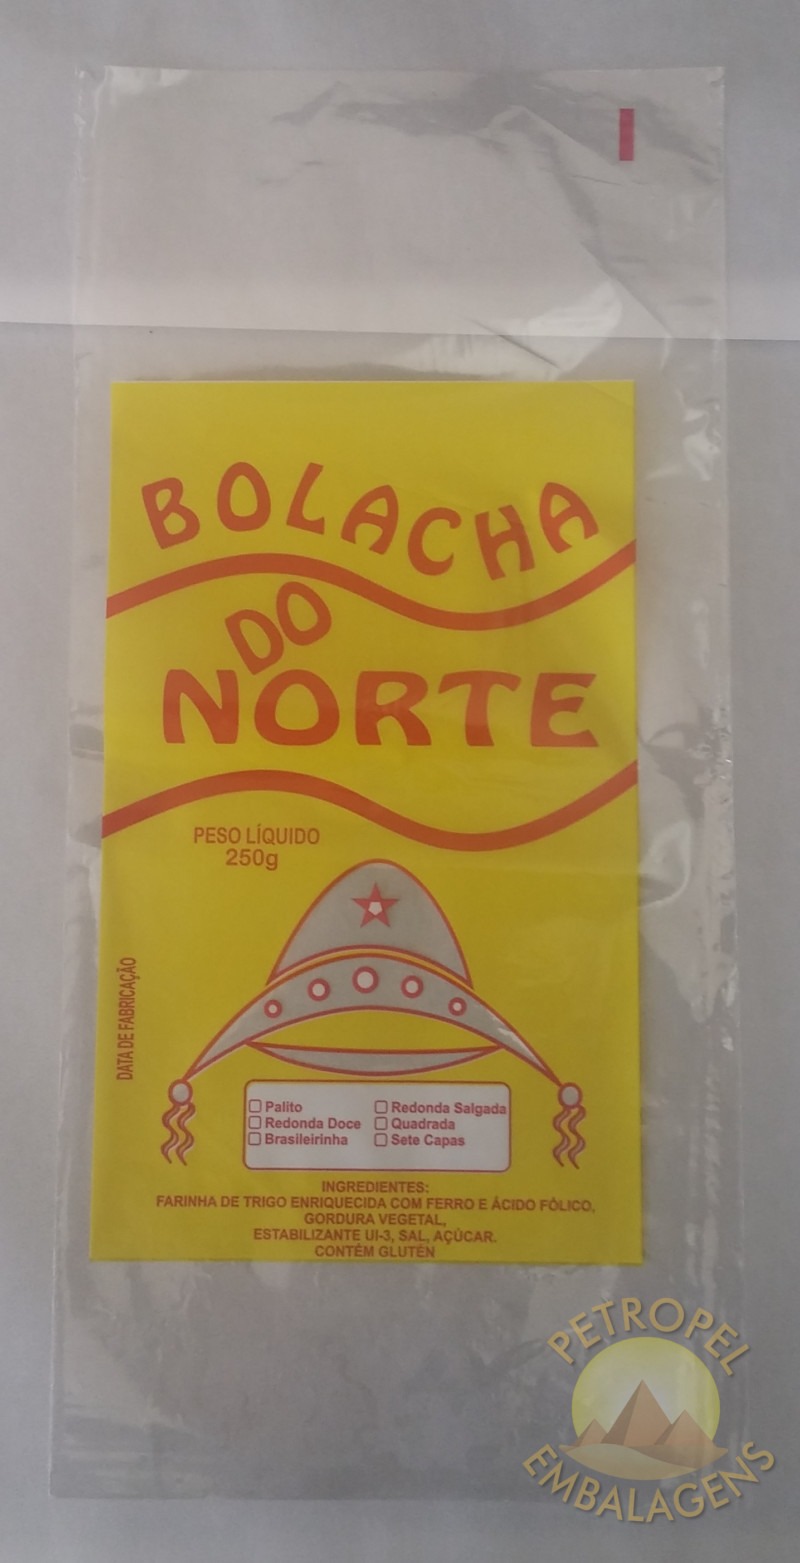 BOLACHA
DO
NORTE
PESO LÍQUIDO
250g
DATA DE FABRICAÇÃO
Palito
Redonda Salgada
Redonda Doce
Quadrada
Brasileirinha
Sete Capas
INGREDIENTES:
FARINHA DE TRIGO ENRIQUECIDA COM FERRO E ÁCIDO FÓLICO,
GORDURA VEGETAL,
ESTABILIZANTE UI-3, SAL, AÇÚCAR.
CONTÉM GLUTÉN
PETROPEL
EMBALAGENS